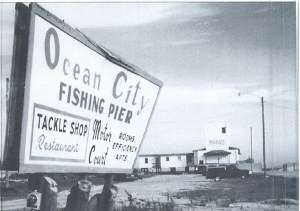 Ocean City
FISHING PIER
TACKLE SHOP
Restaurant
Motor
Court
ROOMS
EFFICIENCY
APTS